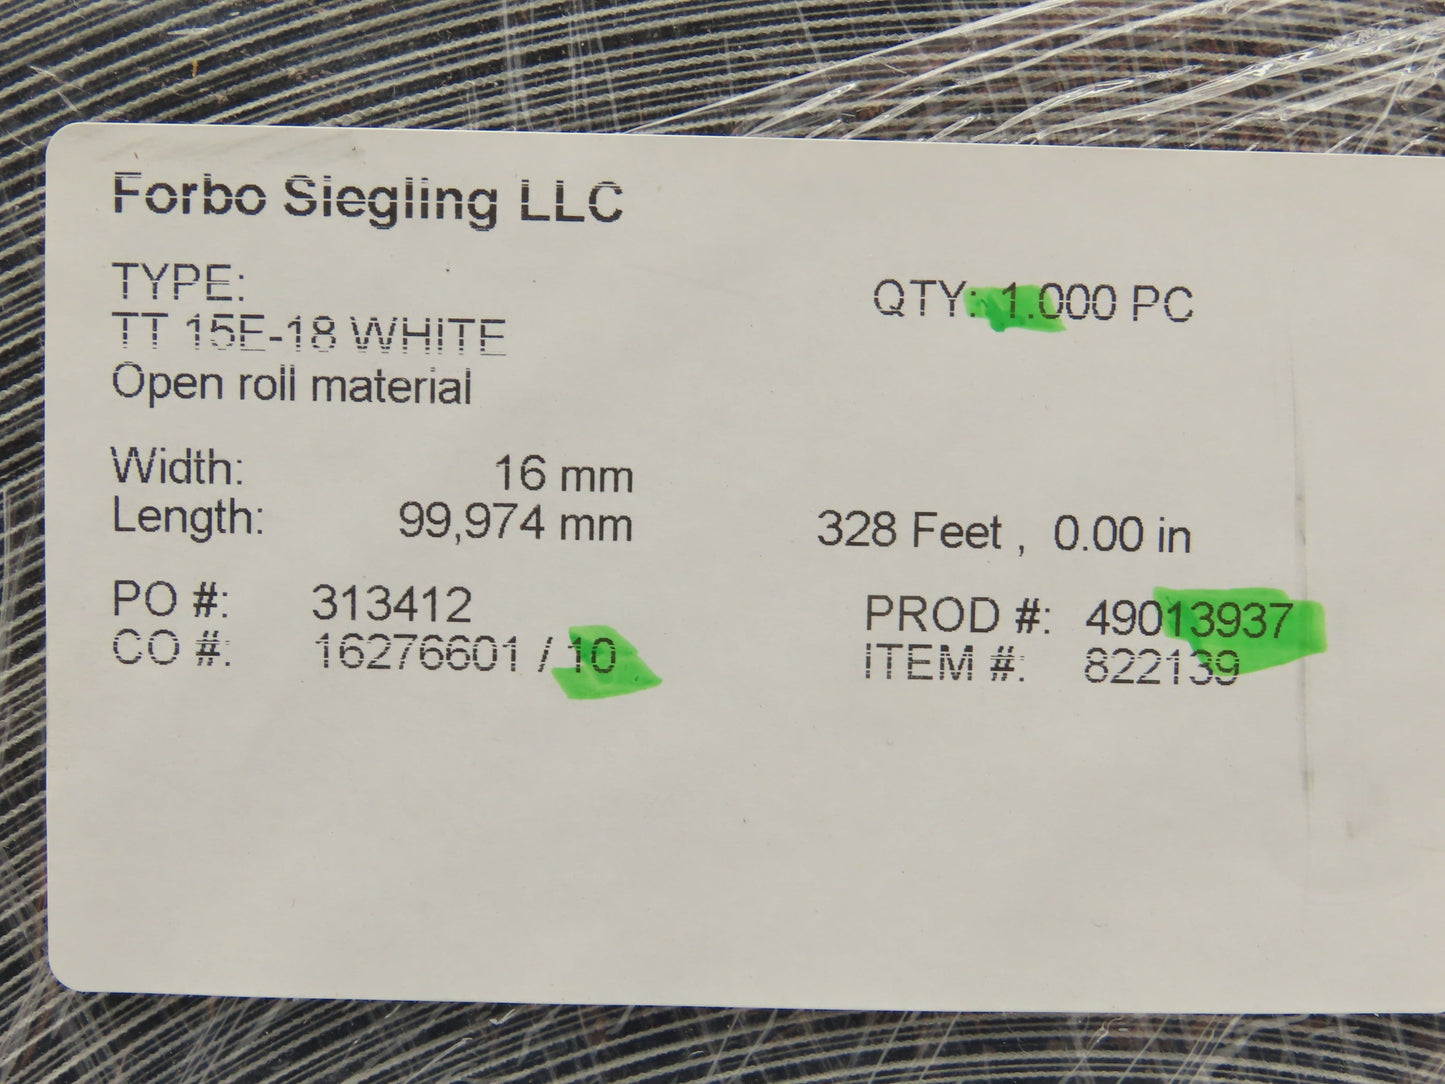 Forbo Siegling LLC
TYPE:
QTY: 1.000 PC
TT 15E-18 WHITE
Open roll material
Width: 16 mm
Length: 99,974 mm 328 Feet , 0.00 in
PO #: 313412 PROD #: 49013937
CO #: 16276601 / 10 ITEM #: 822139